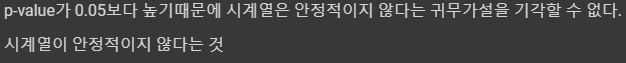 p-value가 0.05보다 높기때문에 시계열은 안정적이지 않다는 귀무가설을 기각할 수 없다.
시계열이 안정적이지 않다는 것